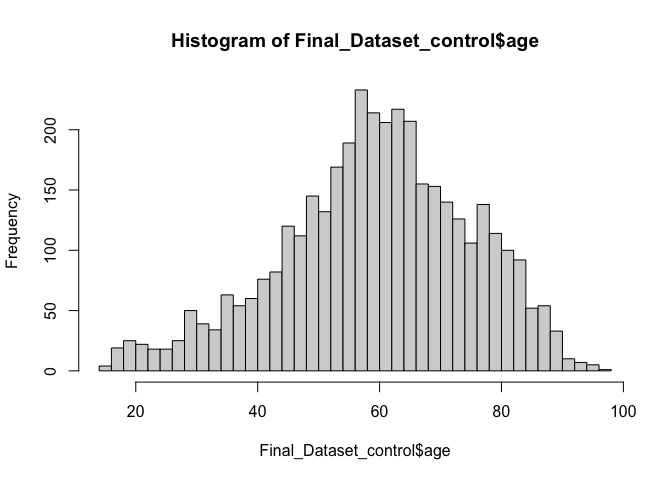 Histogram of Final_Dataset_control$age
Frequency
200
150
100
50
0
20 40 60 80 100
Final_Dataset_control$age